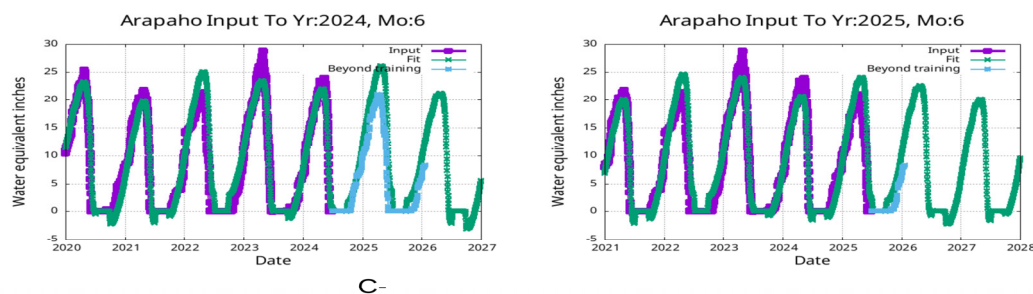 Arapaho Input To Yr:2024, Mo:6
30
25
20
15
10
5
0
-5
Water equivalent inches
Input
Fit
Beyond training
2020 2021 2022 2023 2024 2025 2026 2027
Date
Arapaho Input To Yr:2025, Mo:6
30
25
20
15
10
5
0
-5
Water equivalent inches
Input
Fit
Beyond training
2021 2022 2023 2024 2025 2026 2027 2028
Date
C-